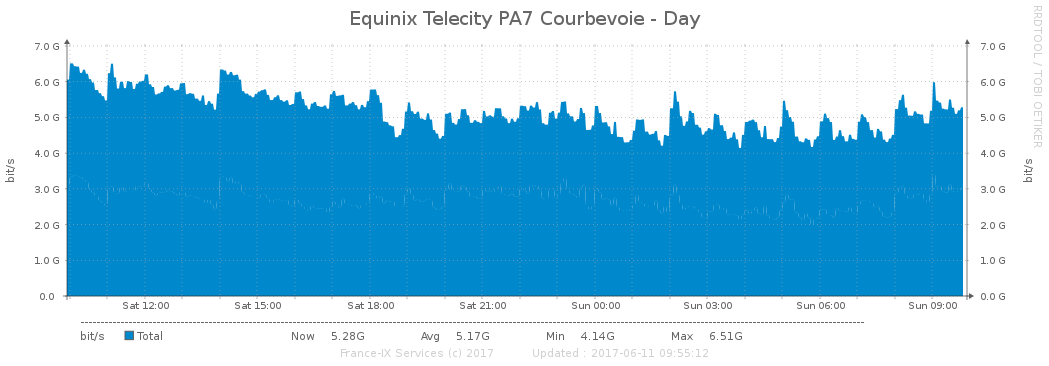 Equinix Telecity PA7 Courbevoie - Day
RRDTOOL / TOBI OETIKER
7.0 G 7.0 G
6.0 G 6.0 G
5.0 G 5.0 G
4.0 G 4.0 G
3.0 G 3.0 G
2.0 G 2.0 G
1.0 G 1.0 G
0.0 0.0 G
bit/s bit/s
Sat 12:00 Sat 15:00 Sat 18:00 Sat 21:00 Sun 00:00 Sun 03:00 Sun 06:00 Sun 09:00
bit/s Total Now 5.28G Avg 5.17G Min 4.14G Max 6.51G
France-IX Services (c) 2017 Updated : 2017-06-11 09:55:12